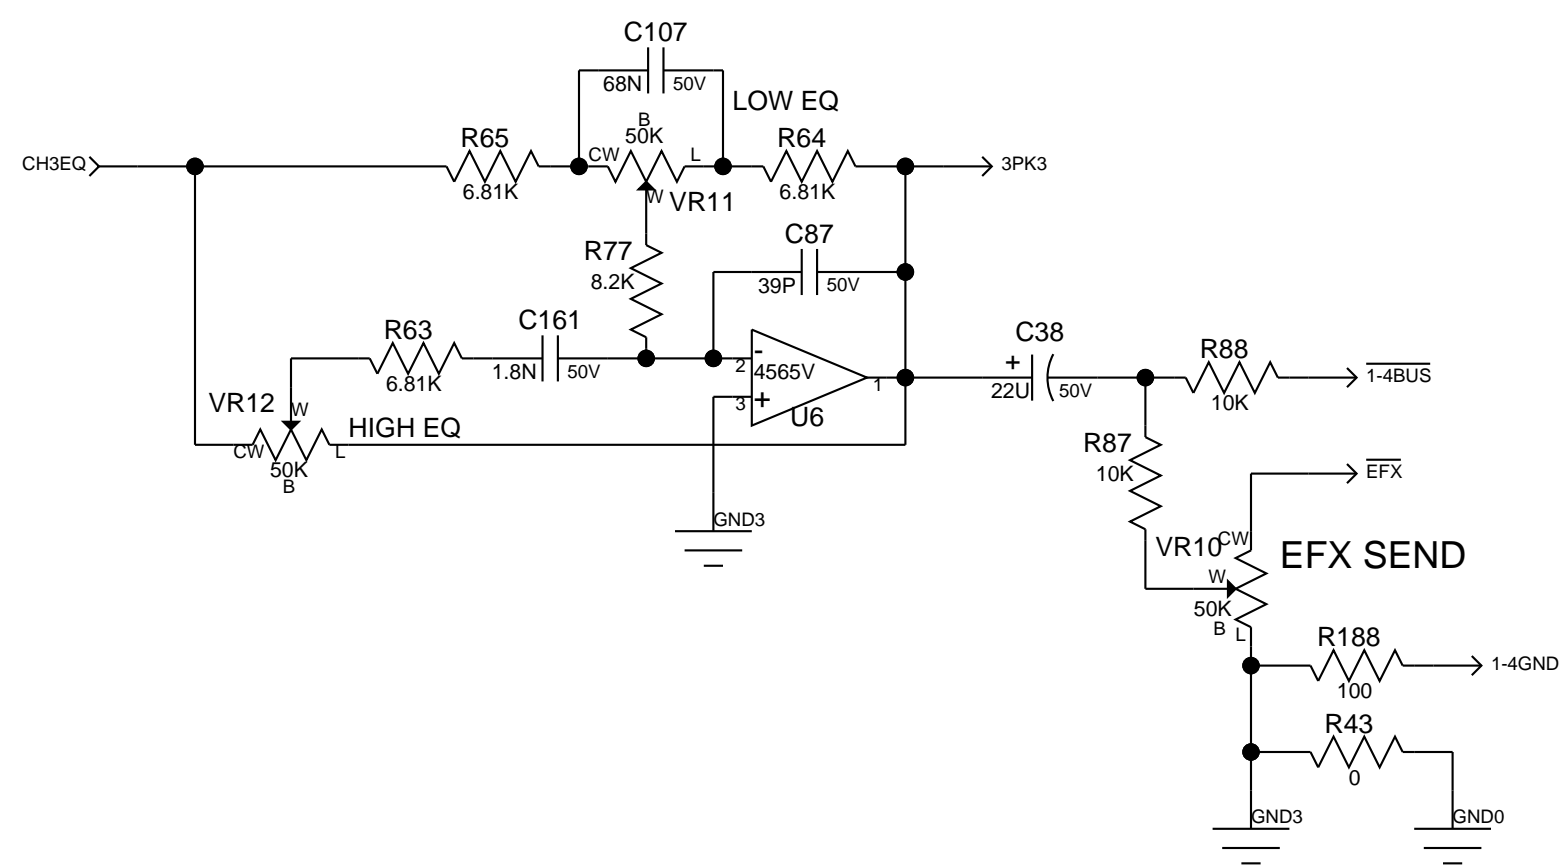 C107
68N
50V
LOW EQ
B
50K
R65
R64
CH3EQ
CW
L
3PK3
6.81K
6.81K
W
VR11
C87
R77
8.2K
39P
50V
C161
R63
C38
R88
1.8N
50V
2
-
4565V
+
1-4BUS
6.81K
1
22U
50V
10K
VR12
W
3
+
U6
HIGH EQ
R87
CW
L
50K
10K
EFX
B
GND3
VR10
CW
EFX SEND
W
50K
B
L
R188
1-4GND
100
R43
0
GND3
GND0